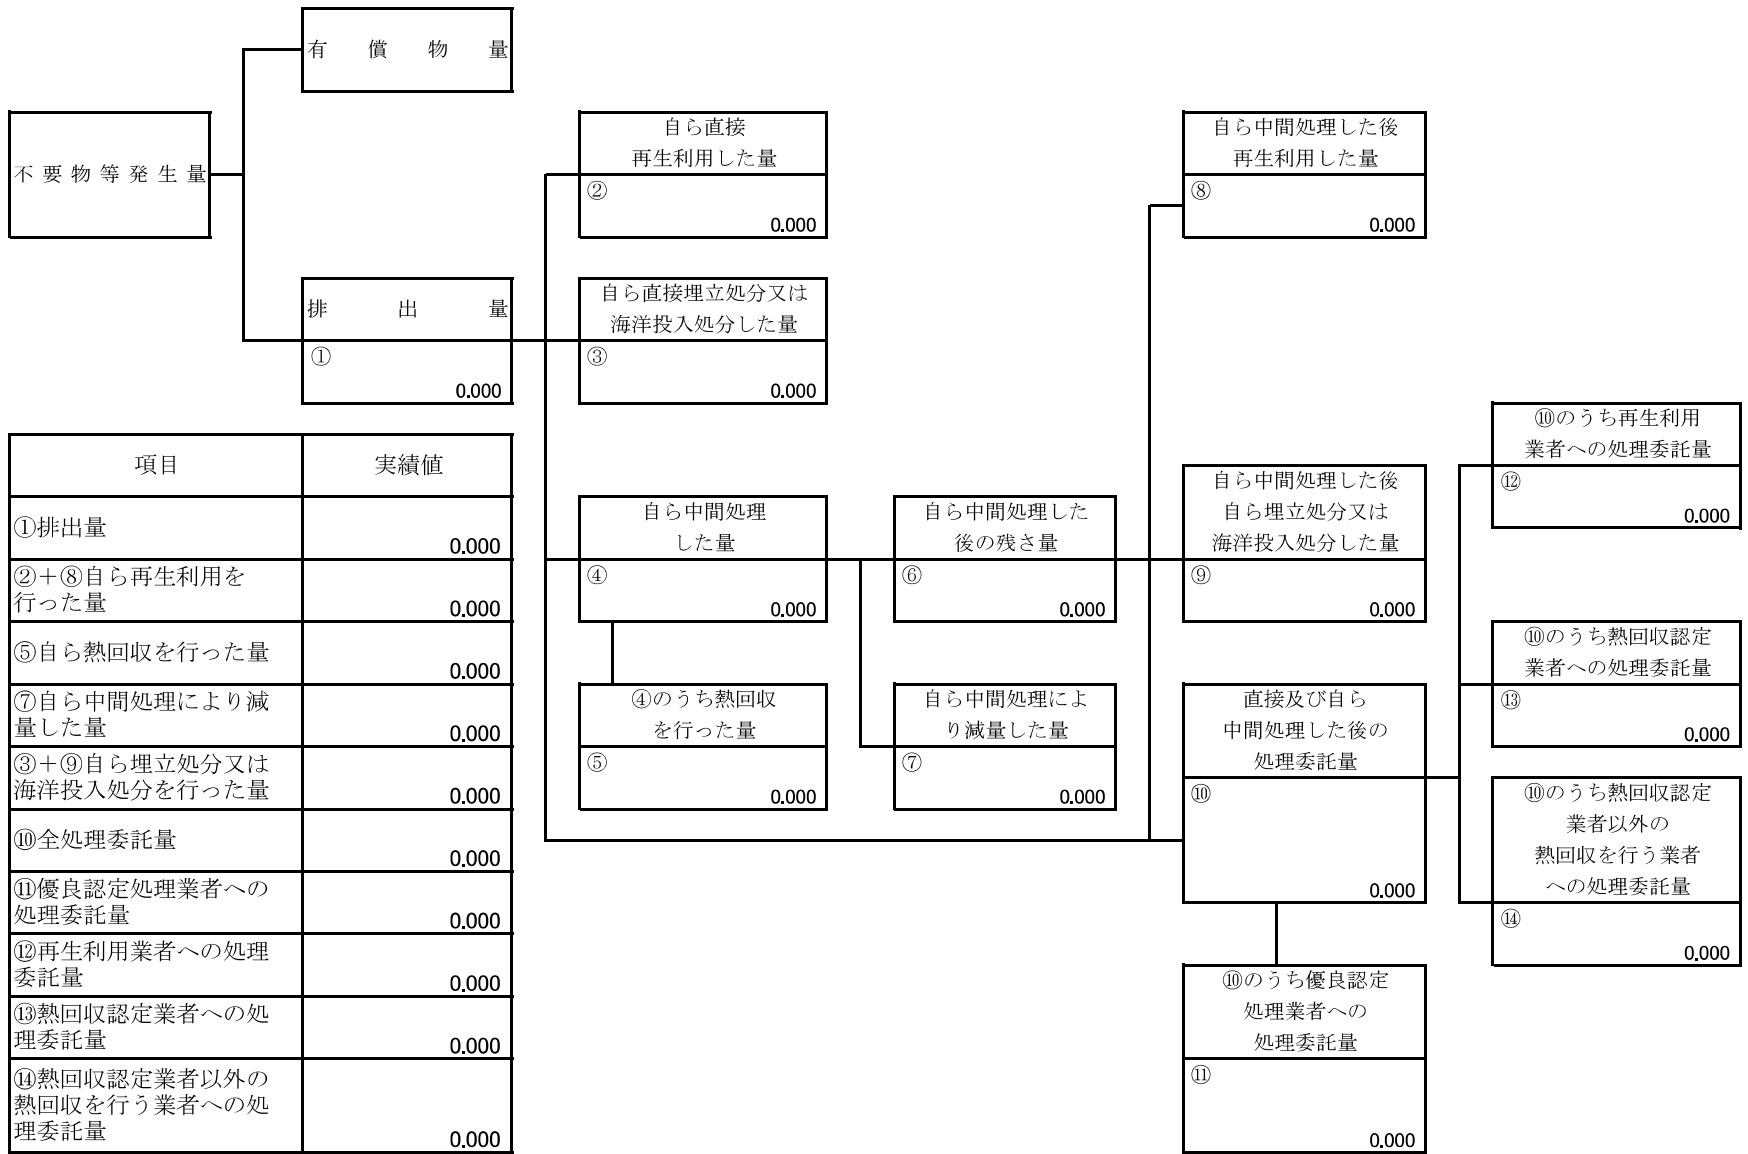 有償物量
不要物等発生量
排出量
①
0.000
自ら直接
再生利用した量
②
0.000
自ら直接埋立処分又は
海洋投入処分した量
③
0.000
自ら中間処理
した量
④
0.000
④のうち熱回収
を行った量
⑤
0.000
自ら中間処理した
後の残さ量
⑥
0.000
自ら中間処理によ
り減量した量
⑦
0.000
自ら中間処理した後
再生利用した量
⑧
0.000
自ら中間処理した後
自ら埋立処分又は
海洋投入処分した量
⑨
0.000
直接及び自ら
中間処理した後の
処理委託量
⑩
0.000
⑩のうち優良認定
処理業者への
処理委託量
⑪
0.000
⑩のうち再生利用
業者への処理委託量
⑫
0.000
⑩のうち熱回収認定
業者への処理委託量
⑬
0.000
⑩のうち熱回収認定
業者以外の
熱回収を行う業者
への処理委託量
⑭
0.000
項目 実績値
①排出量
0.000
②+⑧自ら再生利用を
行った量
0.000
⑤自ら熱回収を行った量
0.000
⑦自ら中間処理により減
量した量
0.000
③+⑨自ら埋立処分又は
海洋投入処分を行った量
0.000
⑩全処理委託量
0.000
⑪優良認定処理業者への
処理委託量
0.000
⑫再生利用業者への処理
委託量
0.000
⑬熱回収認定業者への処
理委託量
0.000
⑭熱回収認定業者以外の
熱回収を行う業者への処
理委託量
0.000